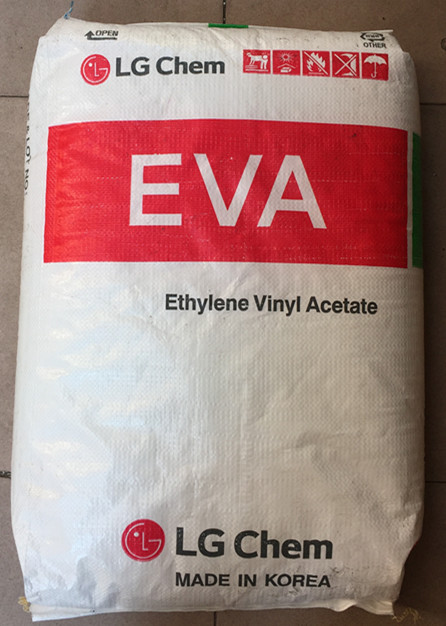 OPEN
LG Chem
OTHER
EVA
Ethylene Vinyl Acetate
LG Chem
MADE IN KOREA